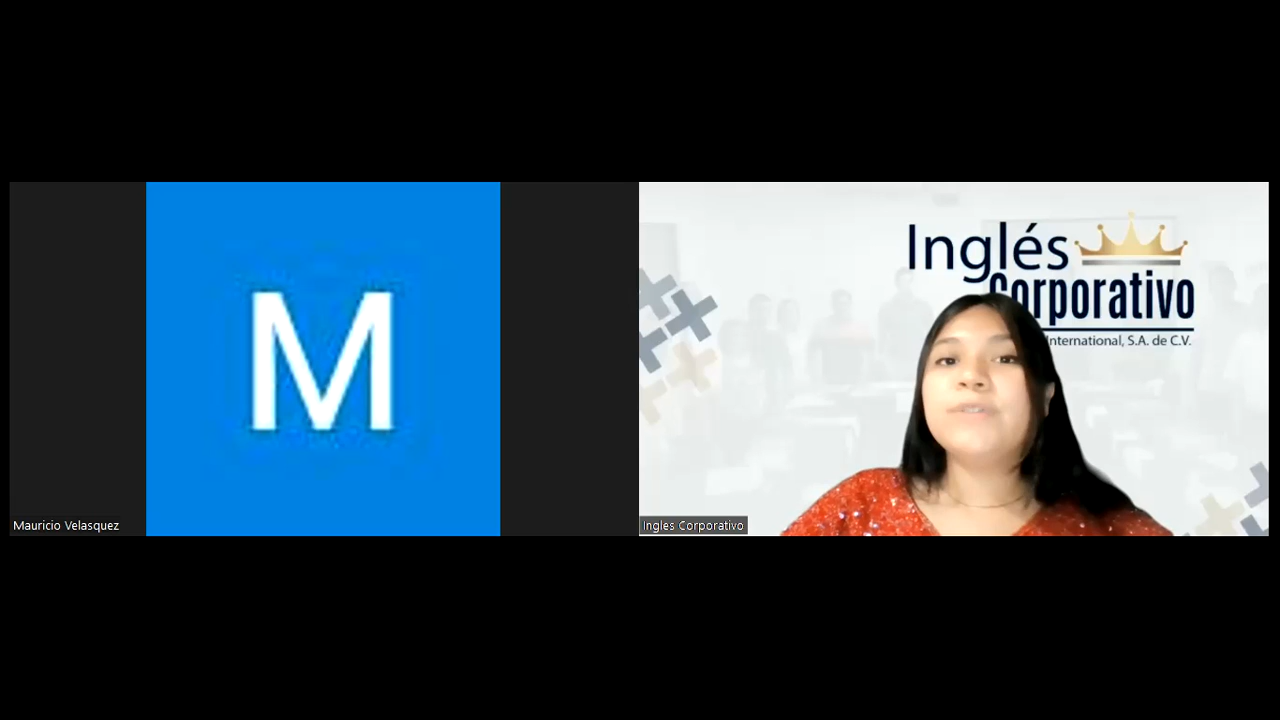 M
Mauricio Velasquez
Inglés
Corporativo
International, S.A. de C.V.
Ingles Corporativo